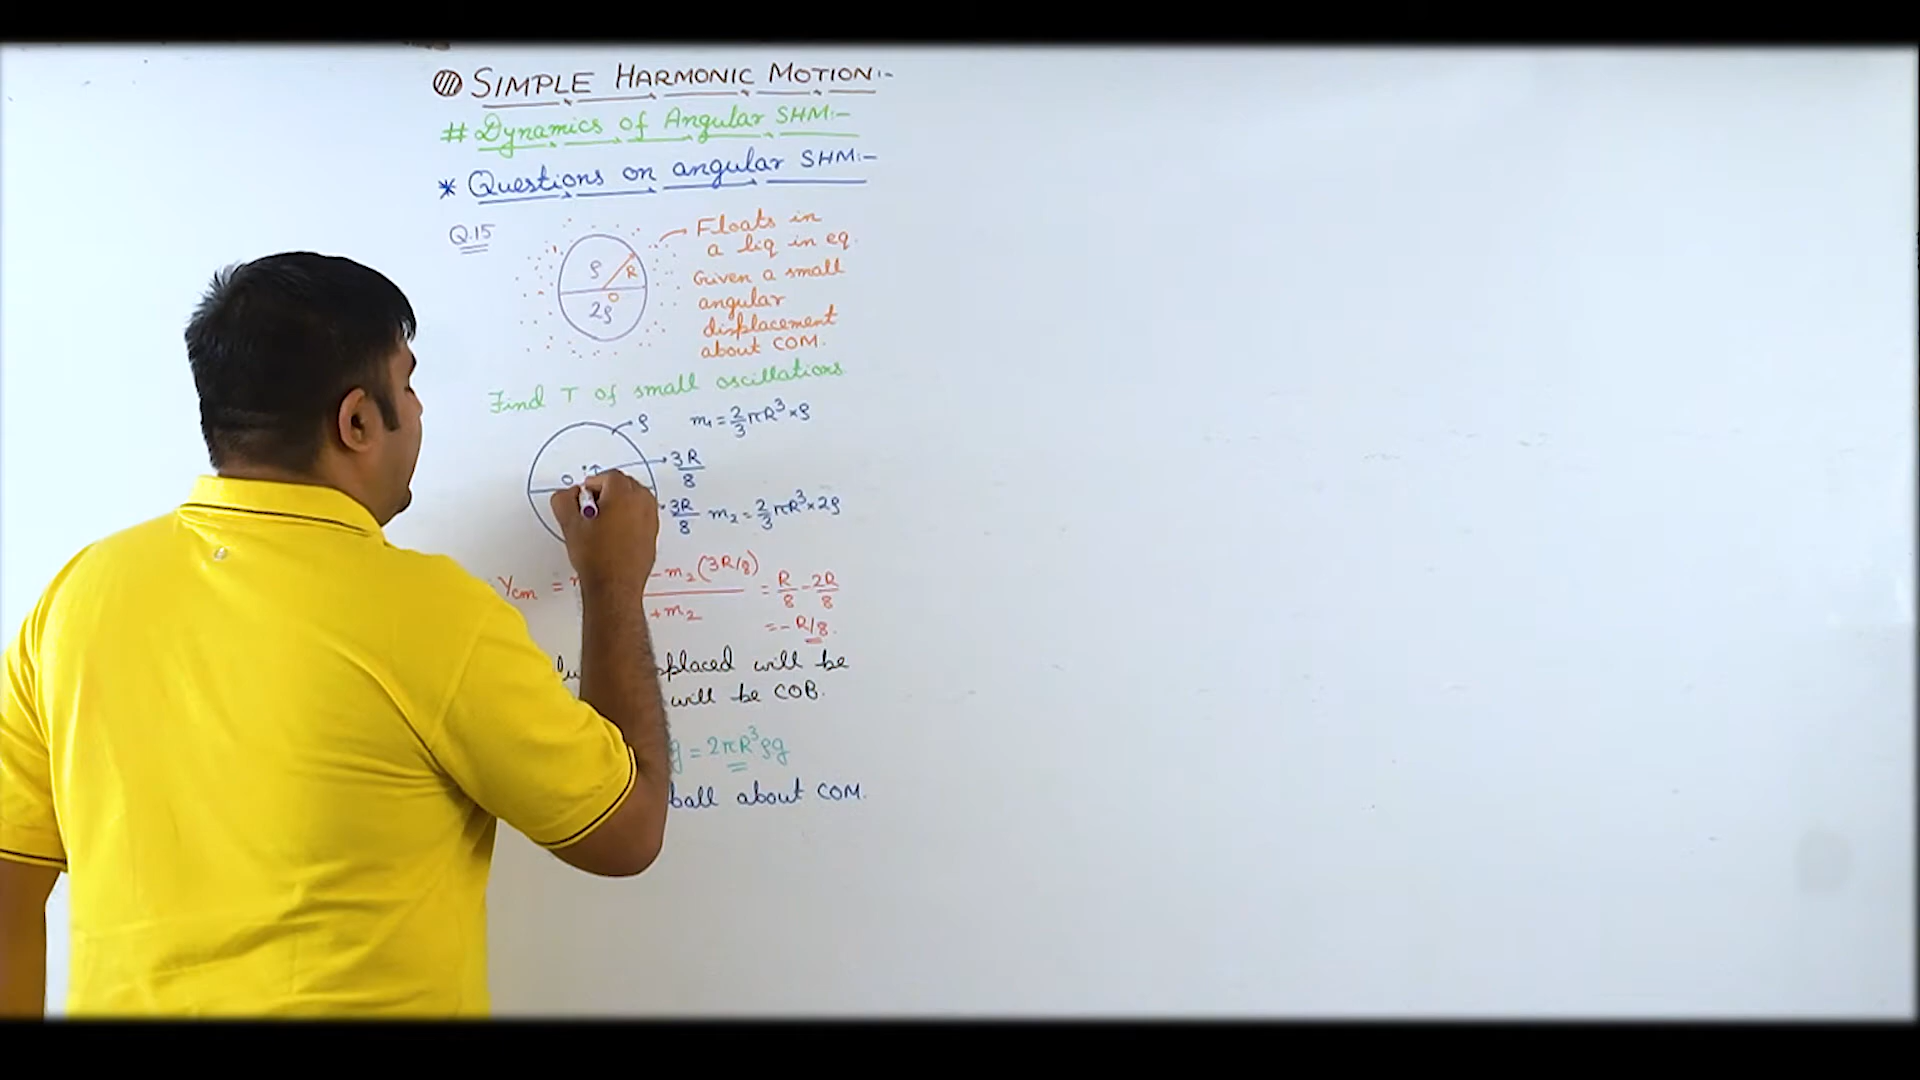 SIMPLE HARMONIC MOTION:-
# Dynamics of Angular SHM:-
* Questions on angular SHM:-
Q.15
ρ
R
O
2ρ
Floats in
a liq in eq.
Given a small
angular
displacement
about COM.
Find T of small oscillations.
ρ m₁ = 2/3 πR³ × ρ
O
3R/8
3R/8 m₂ = 2/3 πR³ × 2ρ
Ycm = - m₂(3R/8) = R/8 - 2R/8
+ m₂
= - R/8.
will be
will be COB.
g = 2πR³ρg
ball about COM.